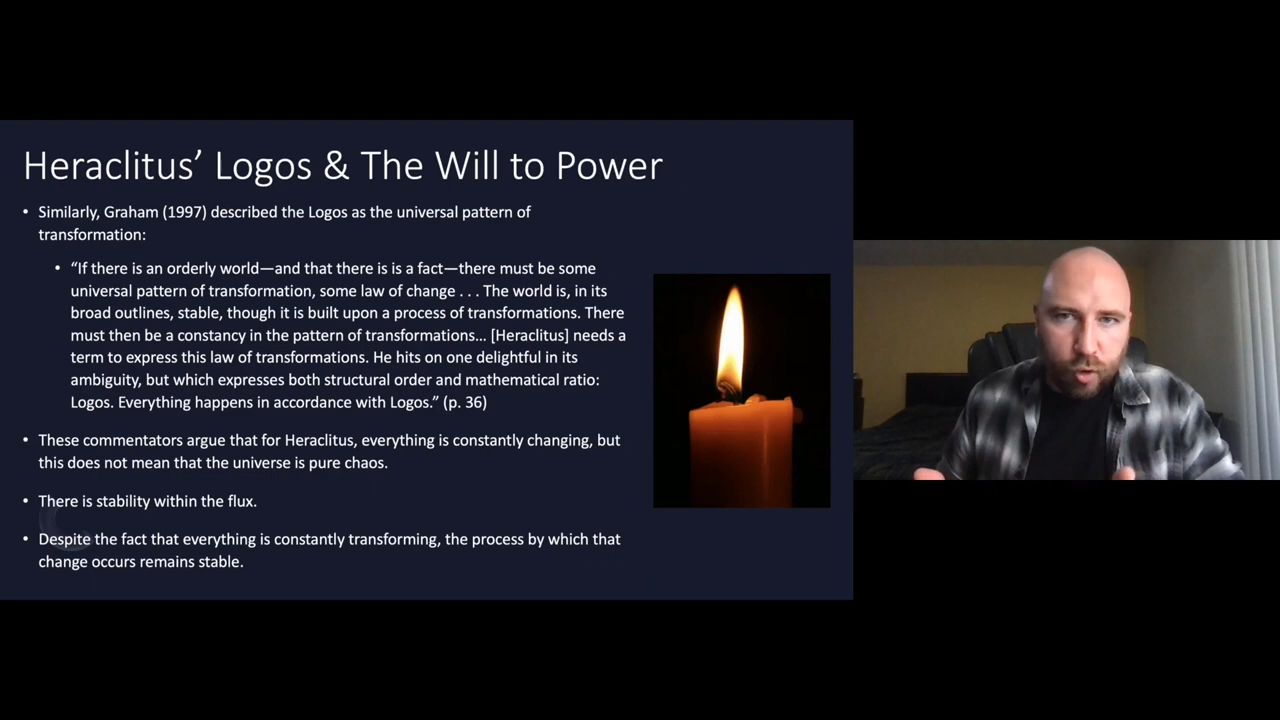 Heraclitus’ Logos & The Will to Power
• Similarly, Graham (1997) described the Logos as the universal pattern of
transformation:
• “If there is an orderly world—and that there is is a fact—there must be some
universal pattern of transformation, some law of change . . . The world is, in its
broad outlines, stable, though it is built upon a process of transformations. There
must then be a constancy in the pattern of transformations… [Heraclitus] needs a
term to express this law of transformations. He hits on one delightful in its
ambiguity, but which expresses both structural order and mathematical ratio:
Logos. Everything happens in accordance with Logos.” (p. 36)
• These commentators argue that for Heraclitus, everything is constantly changing, but
this does not mean that the universe is pure chaos.
• There is stability within the flux.
• Despite the fact that everything is constantly transforming, the process by which that
change occurs remains stable.